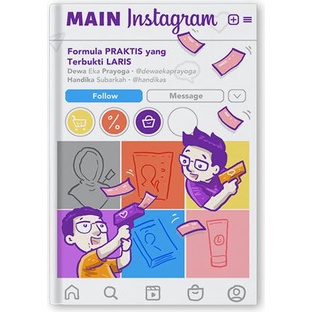 MAIN Instagram
Formula PRAKTIS yang
Terbukti LARIS
Dewa Eka Prayoga • @dewaekaprayoga
Handika Subarkah • @handikas
Follow
Message
%